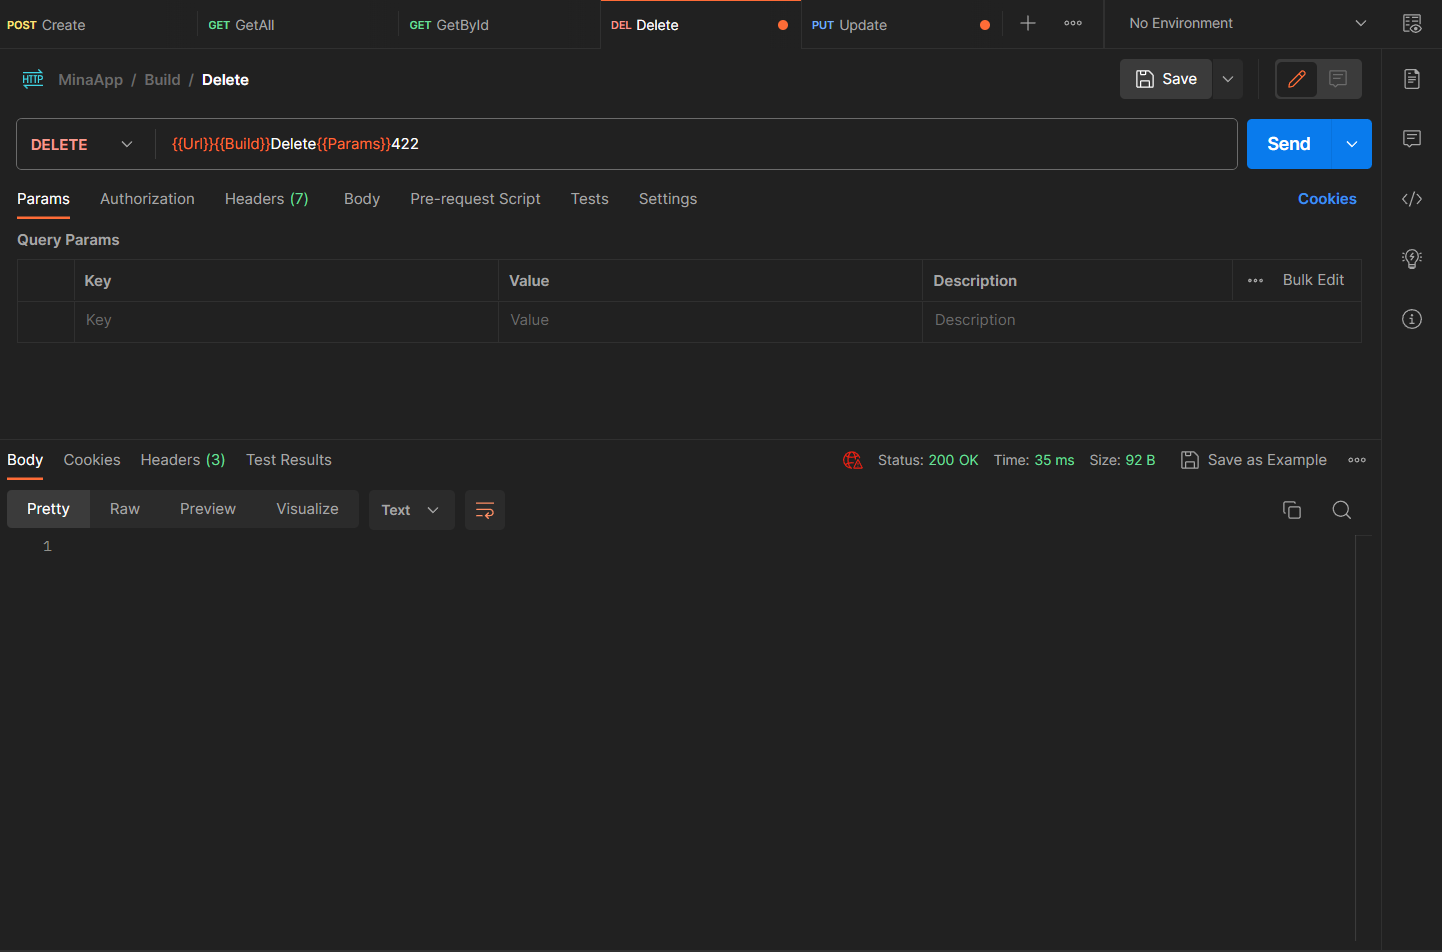 POST Create GET GetAll GET GetById DEL Delete PUT Update No Environment
HTTP MinaApp / Build / Delete Save
DELETE {{Url}}{{Build}}Delete{{Params}}422 Send
Params Authorization Headers (7) Body Pre-request Script Tests Settings Cookies
Query Params
Key Value Description Bulk Edit
Key Value Description
Body Cookies Headers (3) Test Results Status: 200 OK Time: 35 ms Size: 92 B Save as Example
Pretty Raw Preview Visualize Text
1